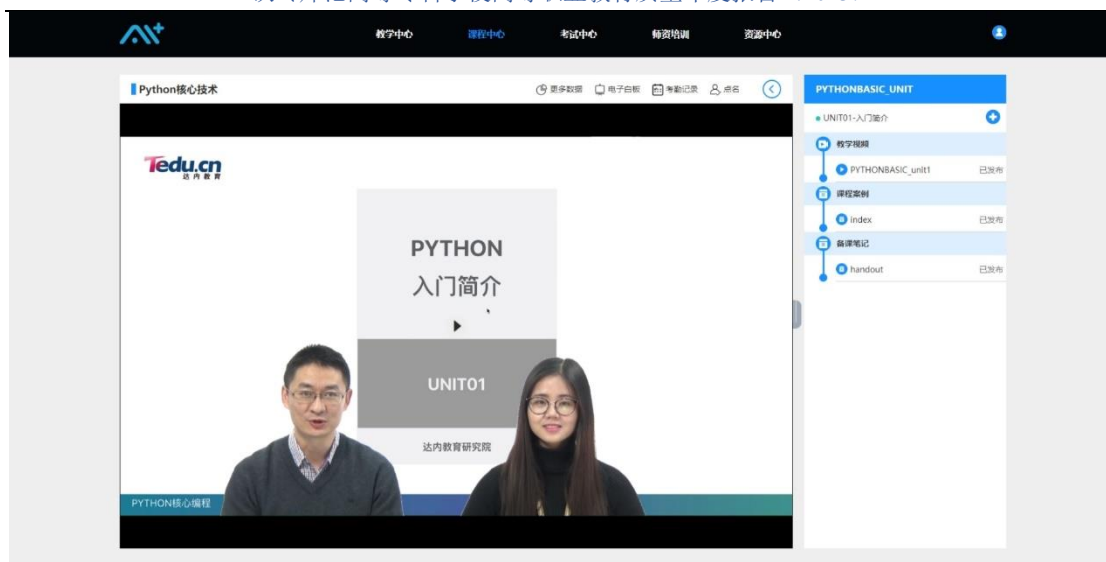 教学中心 课程中心 考试中心 师资培训 资源中心
Python核心技术 更多数据 电子白板 考勤记录 点名
PYTHONBASIC_UNIT
UNIT01-入门简介
教学视频
PYTHONBASIC_unit1 已发布
课程案例
index 已发布
备课笔记
handout 已发布
Tedu.cn
达内教育
PYTHON
入门简介
UNIT01
达内教育研究院
PYTHON核心编程